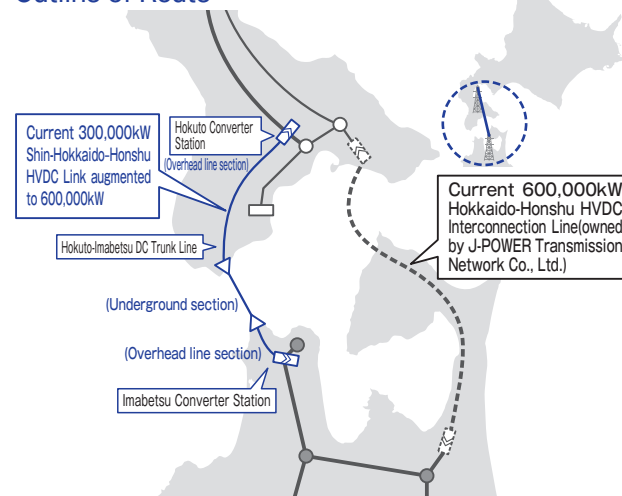 Outline of Route
Current 300,000kW
Shin-Hokkaido-Honshu
HVDC Link augmented
to 600,000kW
Hokuto Converter
Station
(Overhead line section)
Current 600,000kW
Hokkaido-Honshu HVDC
Interconnection Line(owned
by J-POWER Transmission
Network Co., Ltd.)
Hokuto-Imabetsu DC Trunk Line
(Underground section)
(Overhead line section)
Imabetsu Converter Station